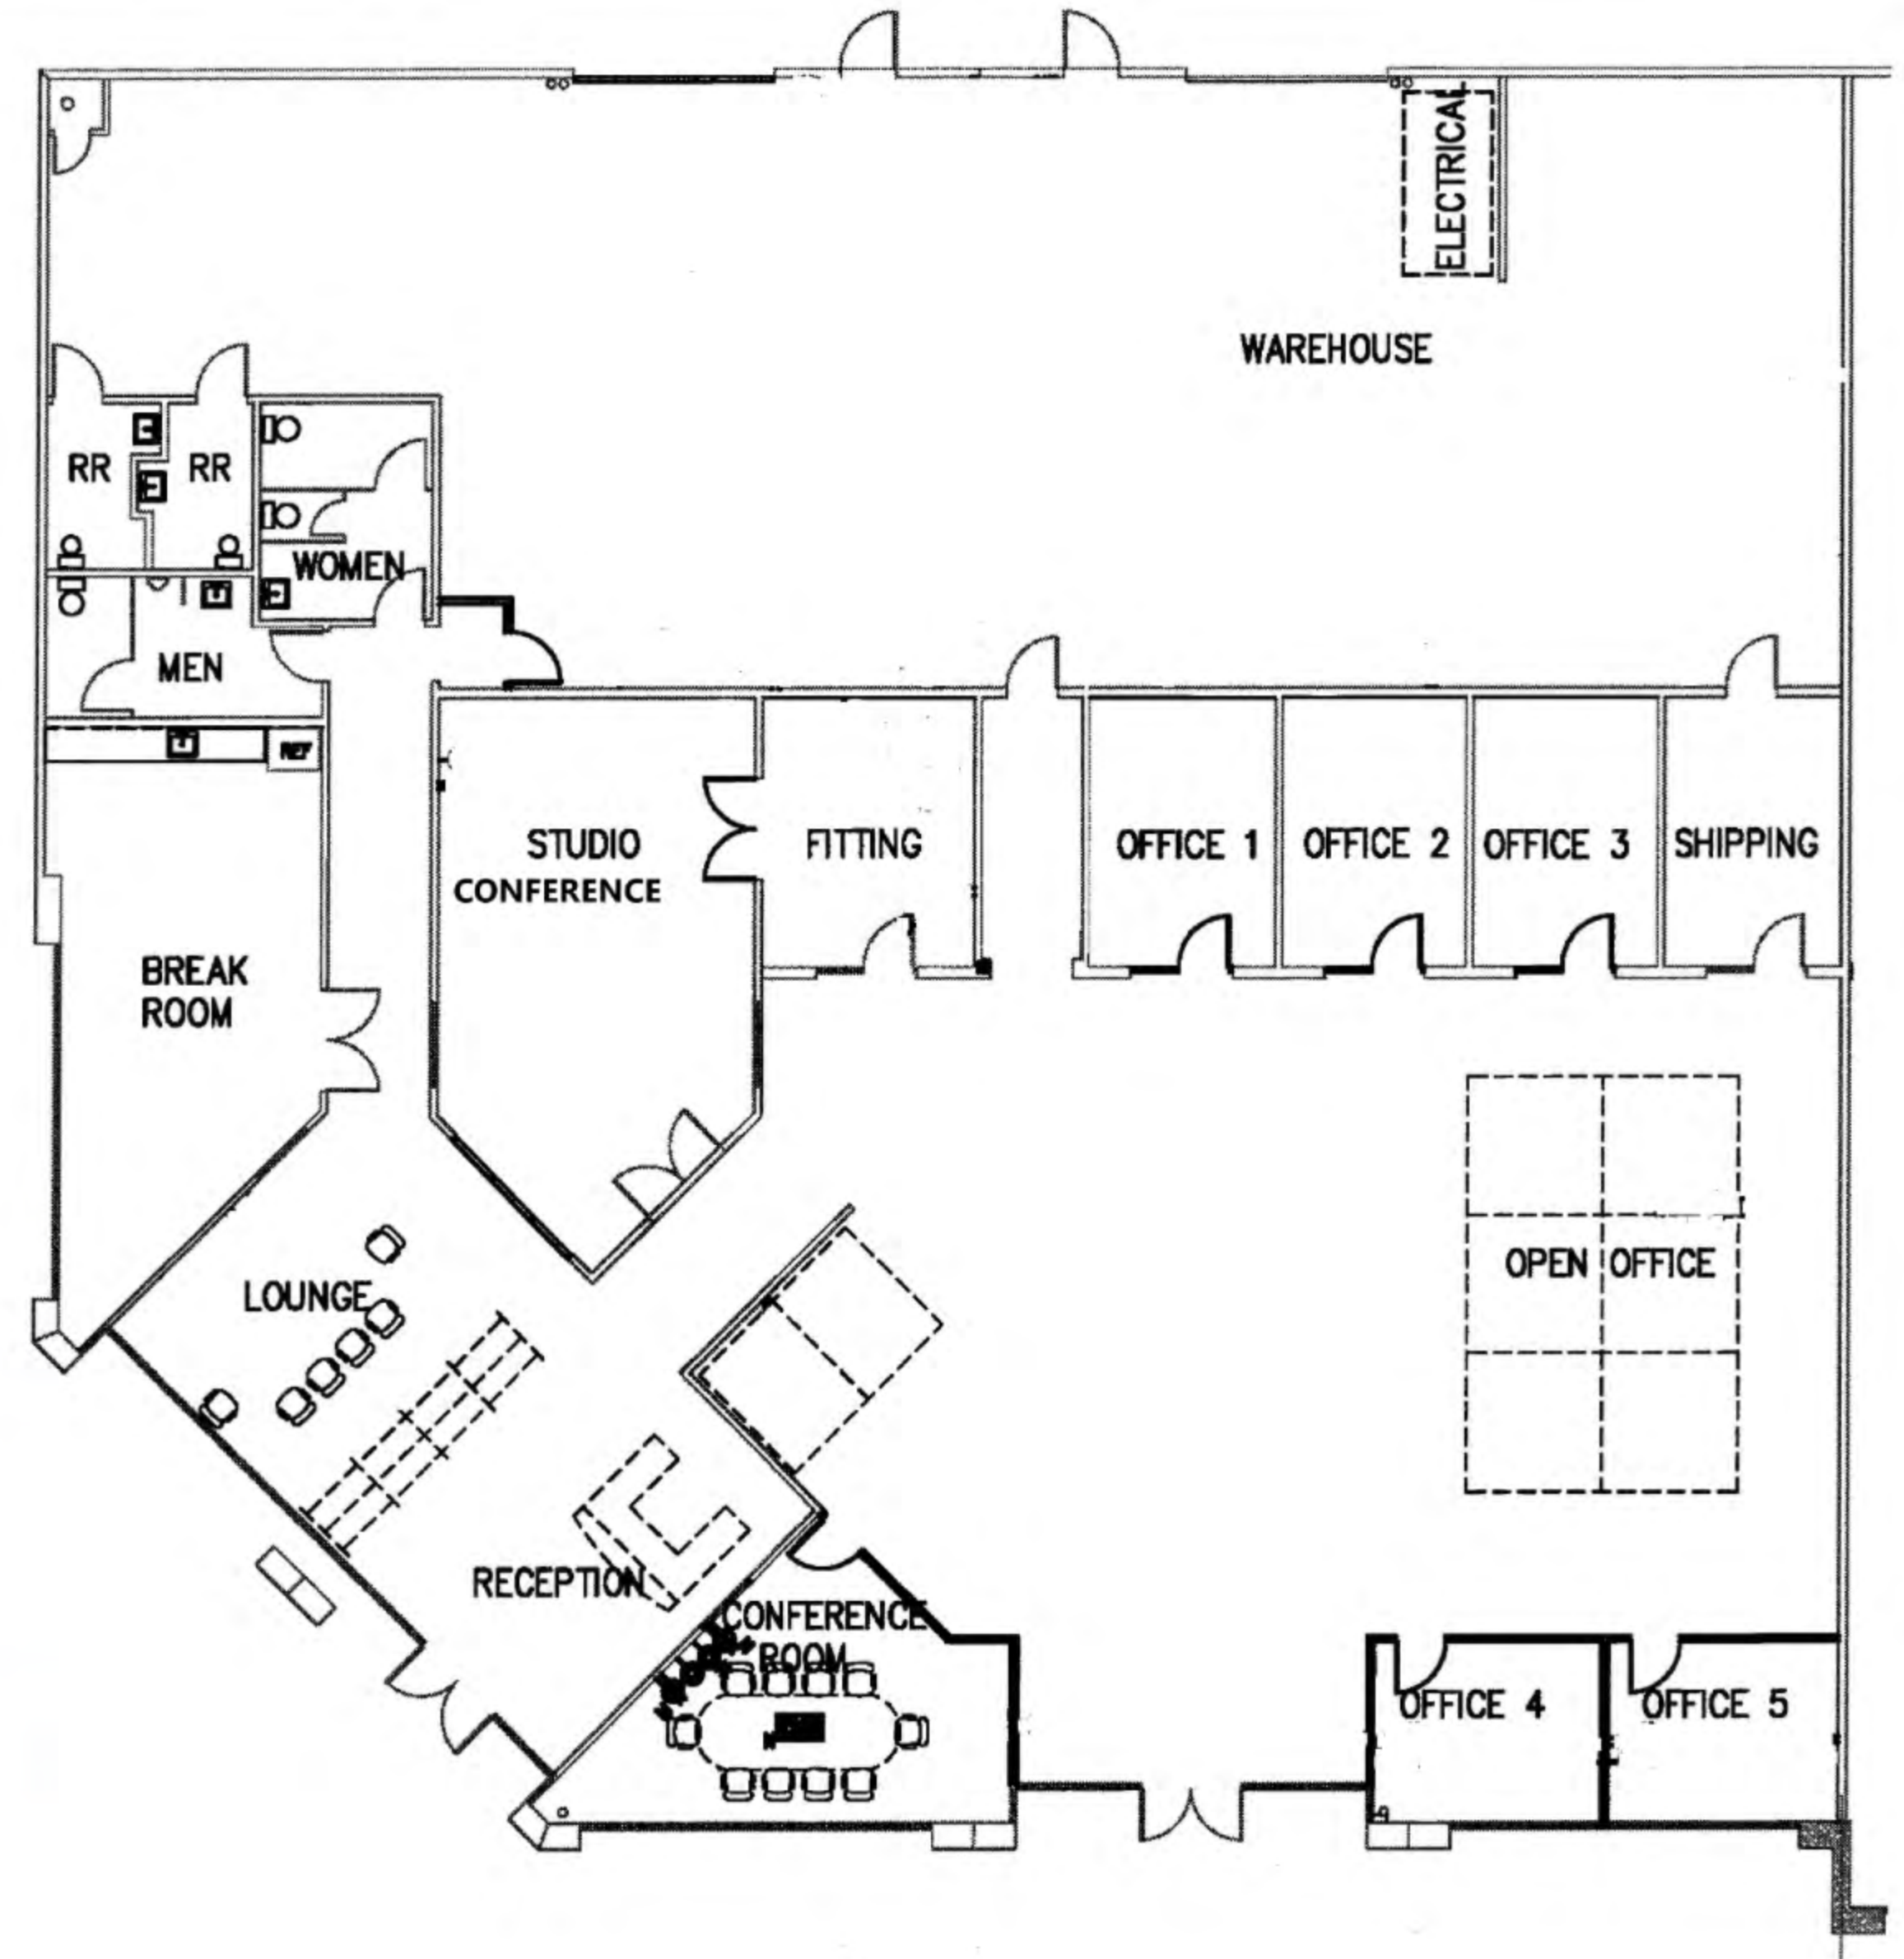 ELECTRICAL
WAREHOUSE
RR
RR
WOMEN
MEN
REF
STUDIO
CONFERENCE
FITTING
OFFICE 1
OFFICE 2
OFFICE 3
SHIPPING
BREAK
ROOM
OPEN OFFICE
LOUNGE
RECEPTION
CONFERENCE
ROOM
OFFICE 4
OFFICE 5